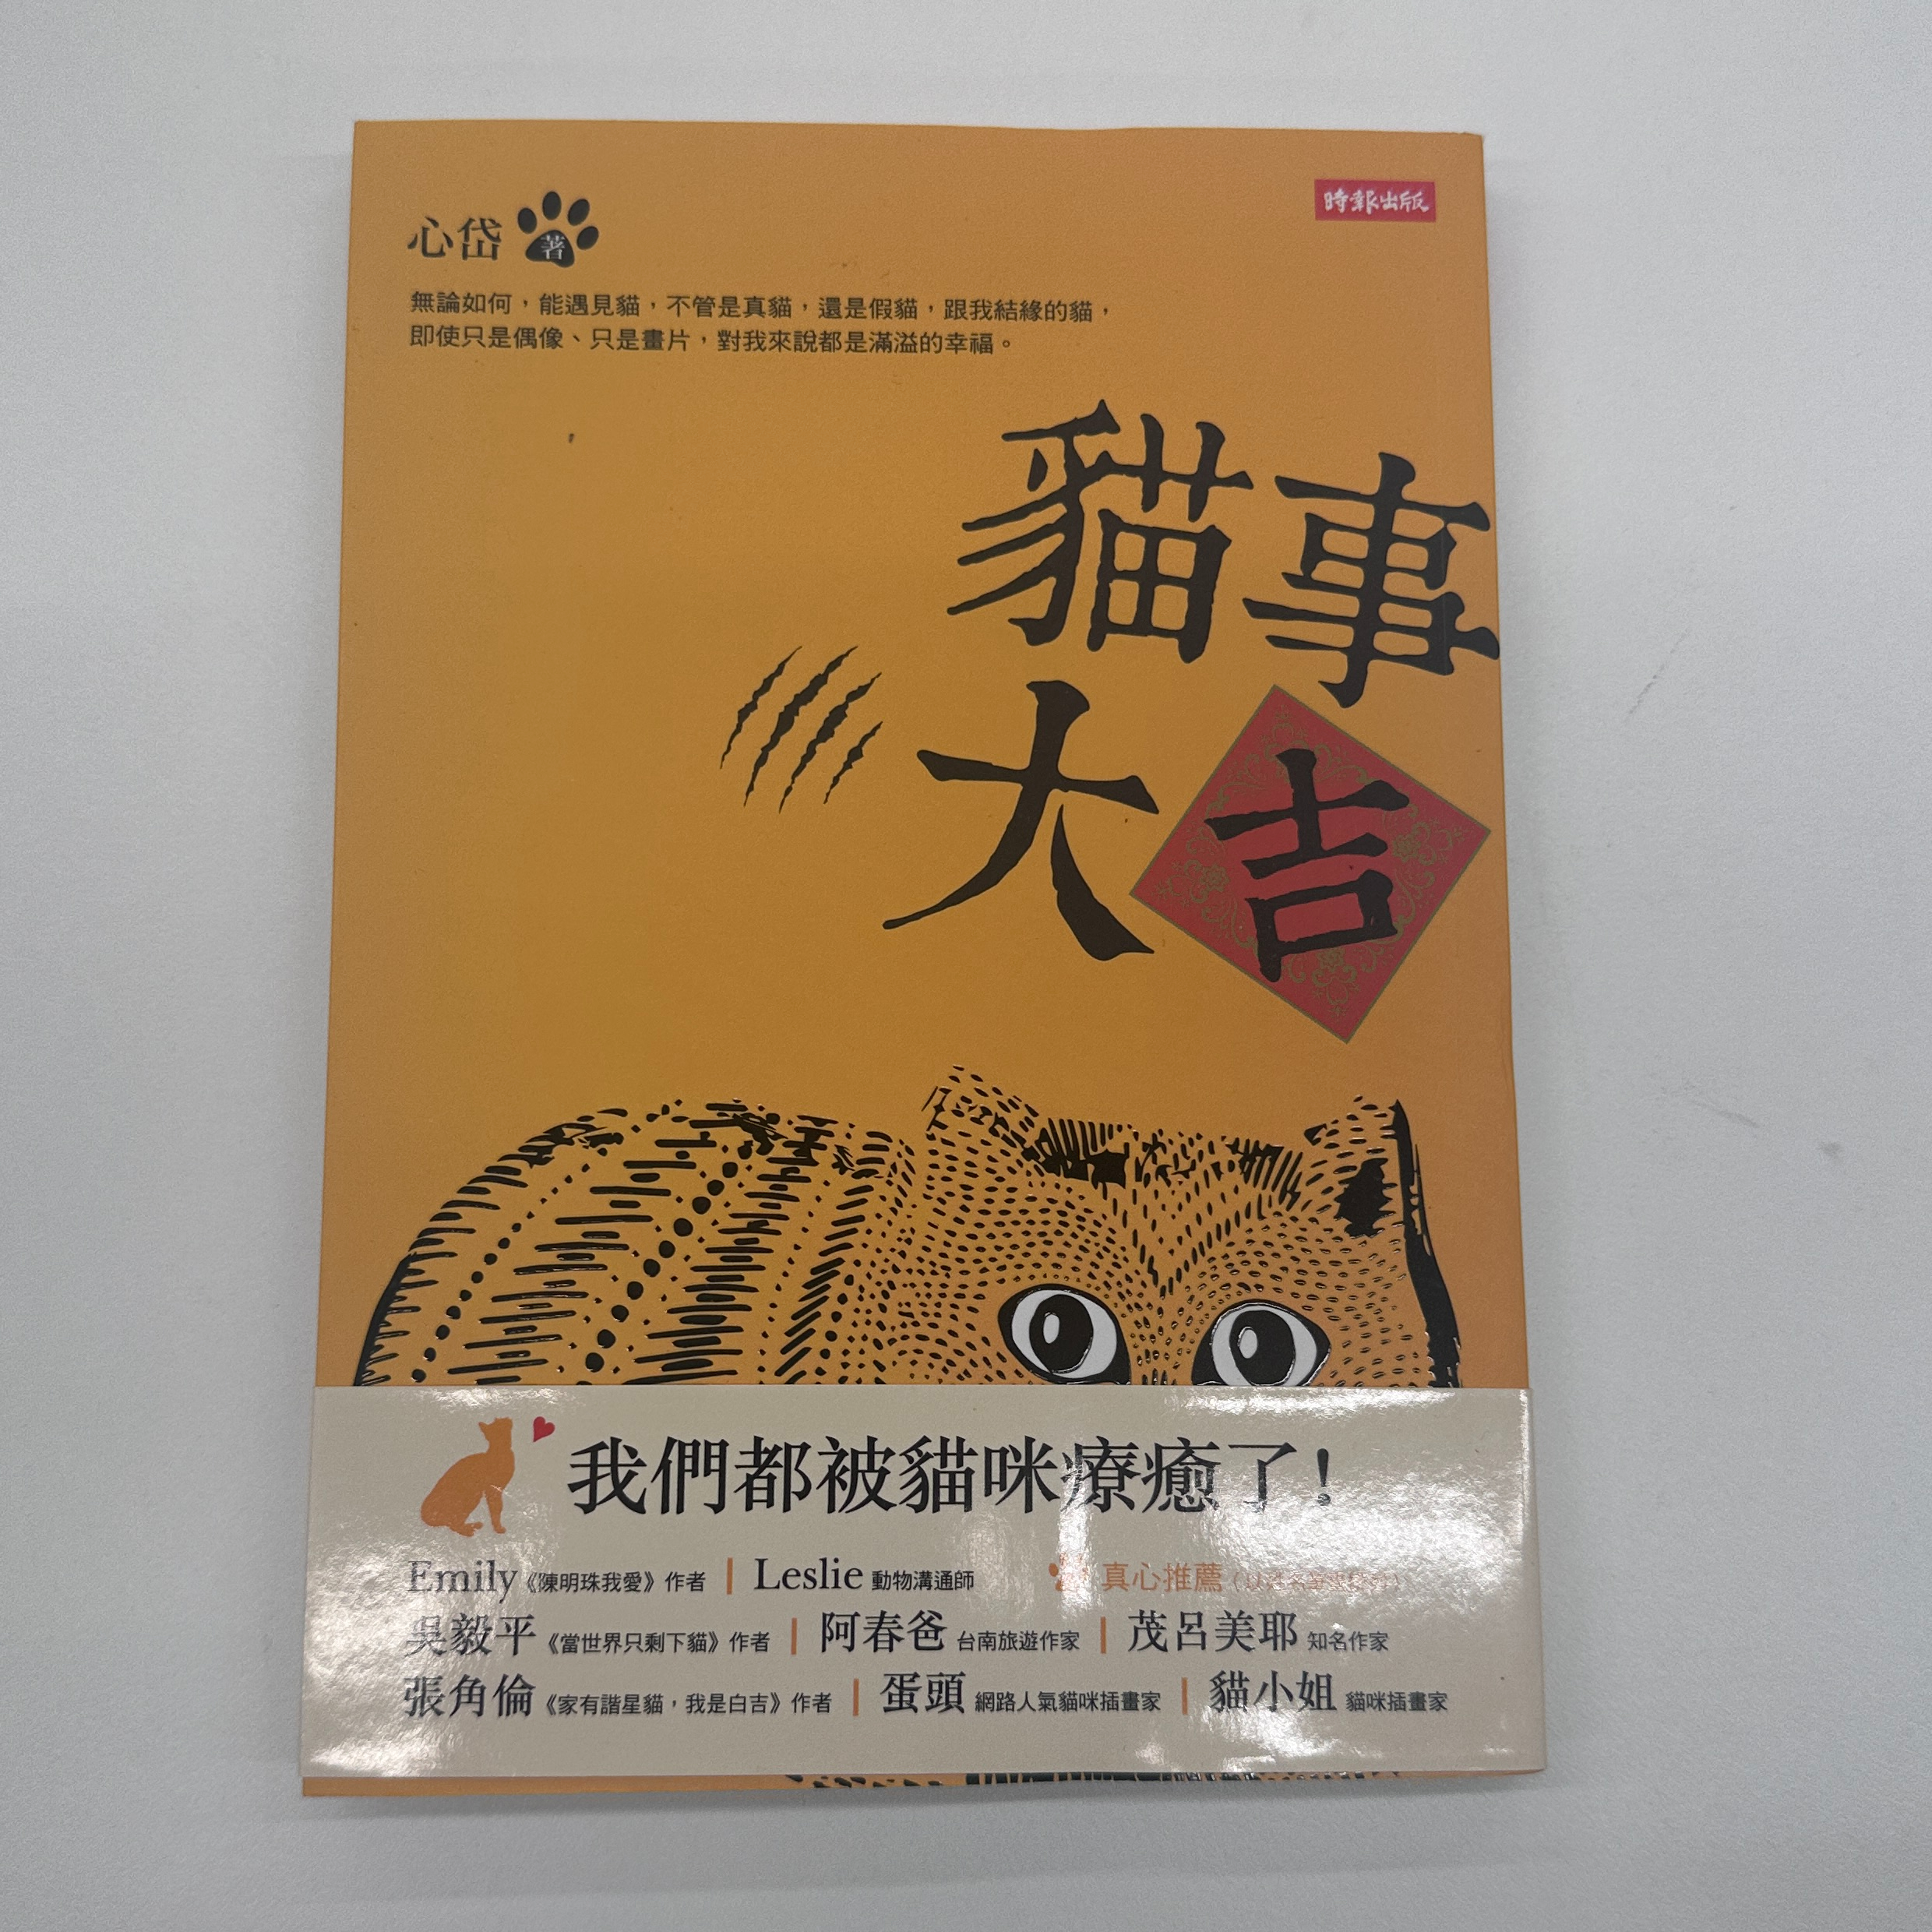 心岱 著
時報出版
無論如何，能遇見貓，不管是真貓，還是假貓，跟我結緣的貓，
即使只是偶像、只是畫片，對我來說都是滿溢的幸福。
貓事
大吉
我們都被貓咪療癒了！
Emily《陳明珠我愛》作者 | Leslie 動物溝通師 真心推薦
吳毅平《當世界只剩下貓》作者 | 阿春爸 台南旅遊作家 | 茂呂美耶 知名作家
張角倫《家有諧星貓，我是白吉》作者 | 蛋頭 網路人氣貓咪插畫家 | 貓小姐 貓咪插畫家